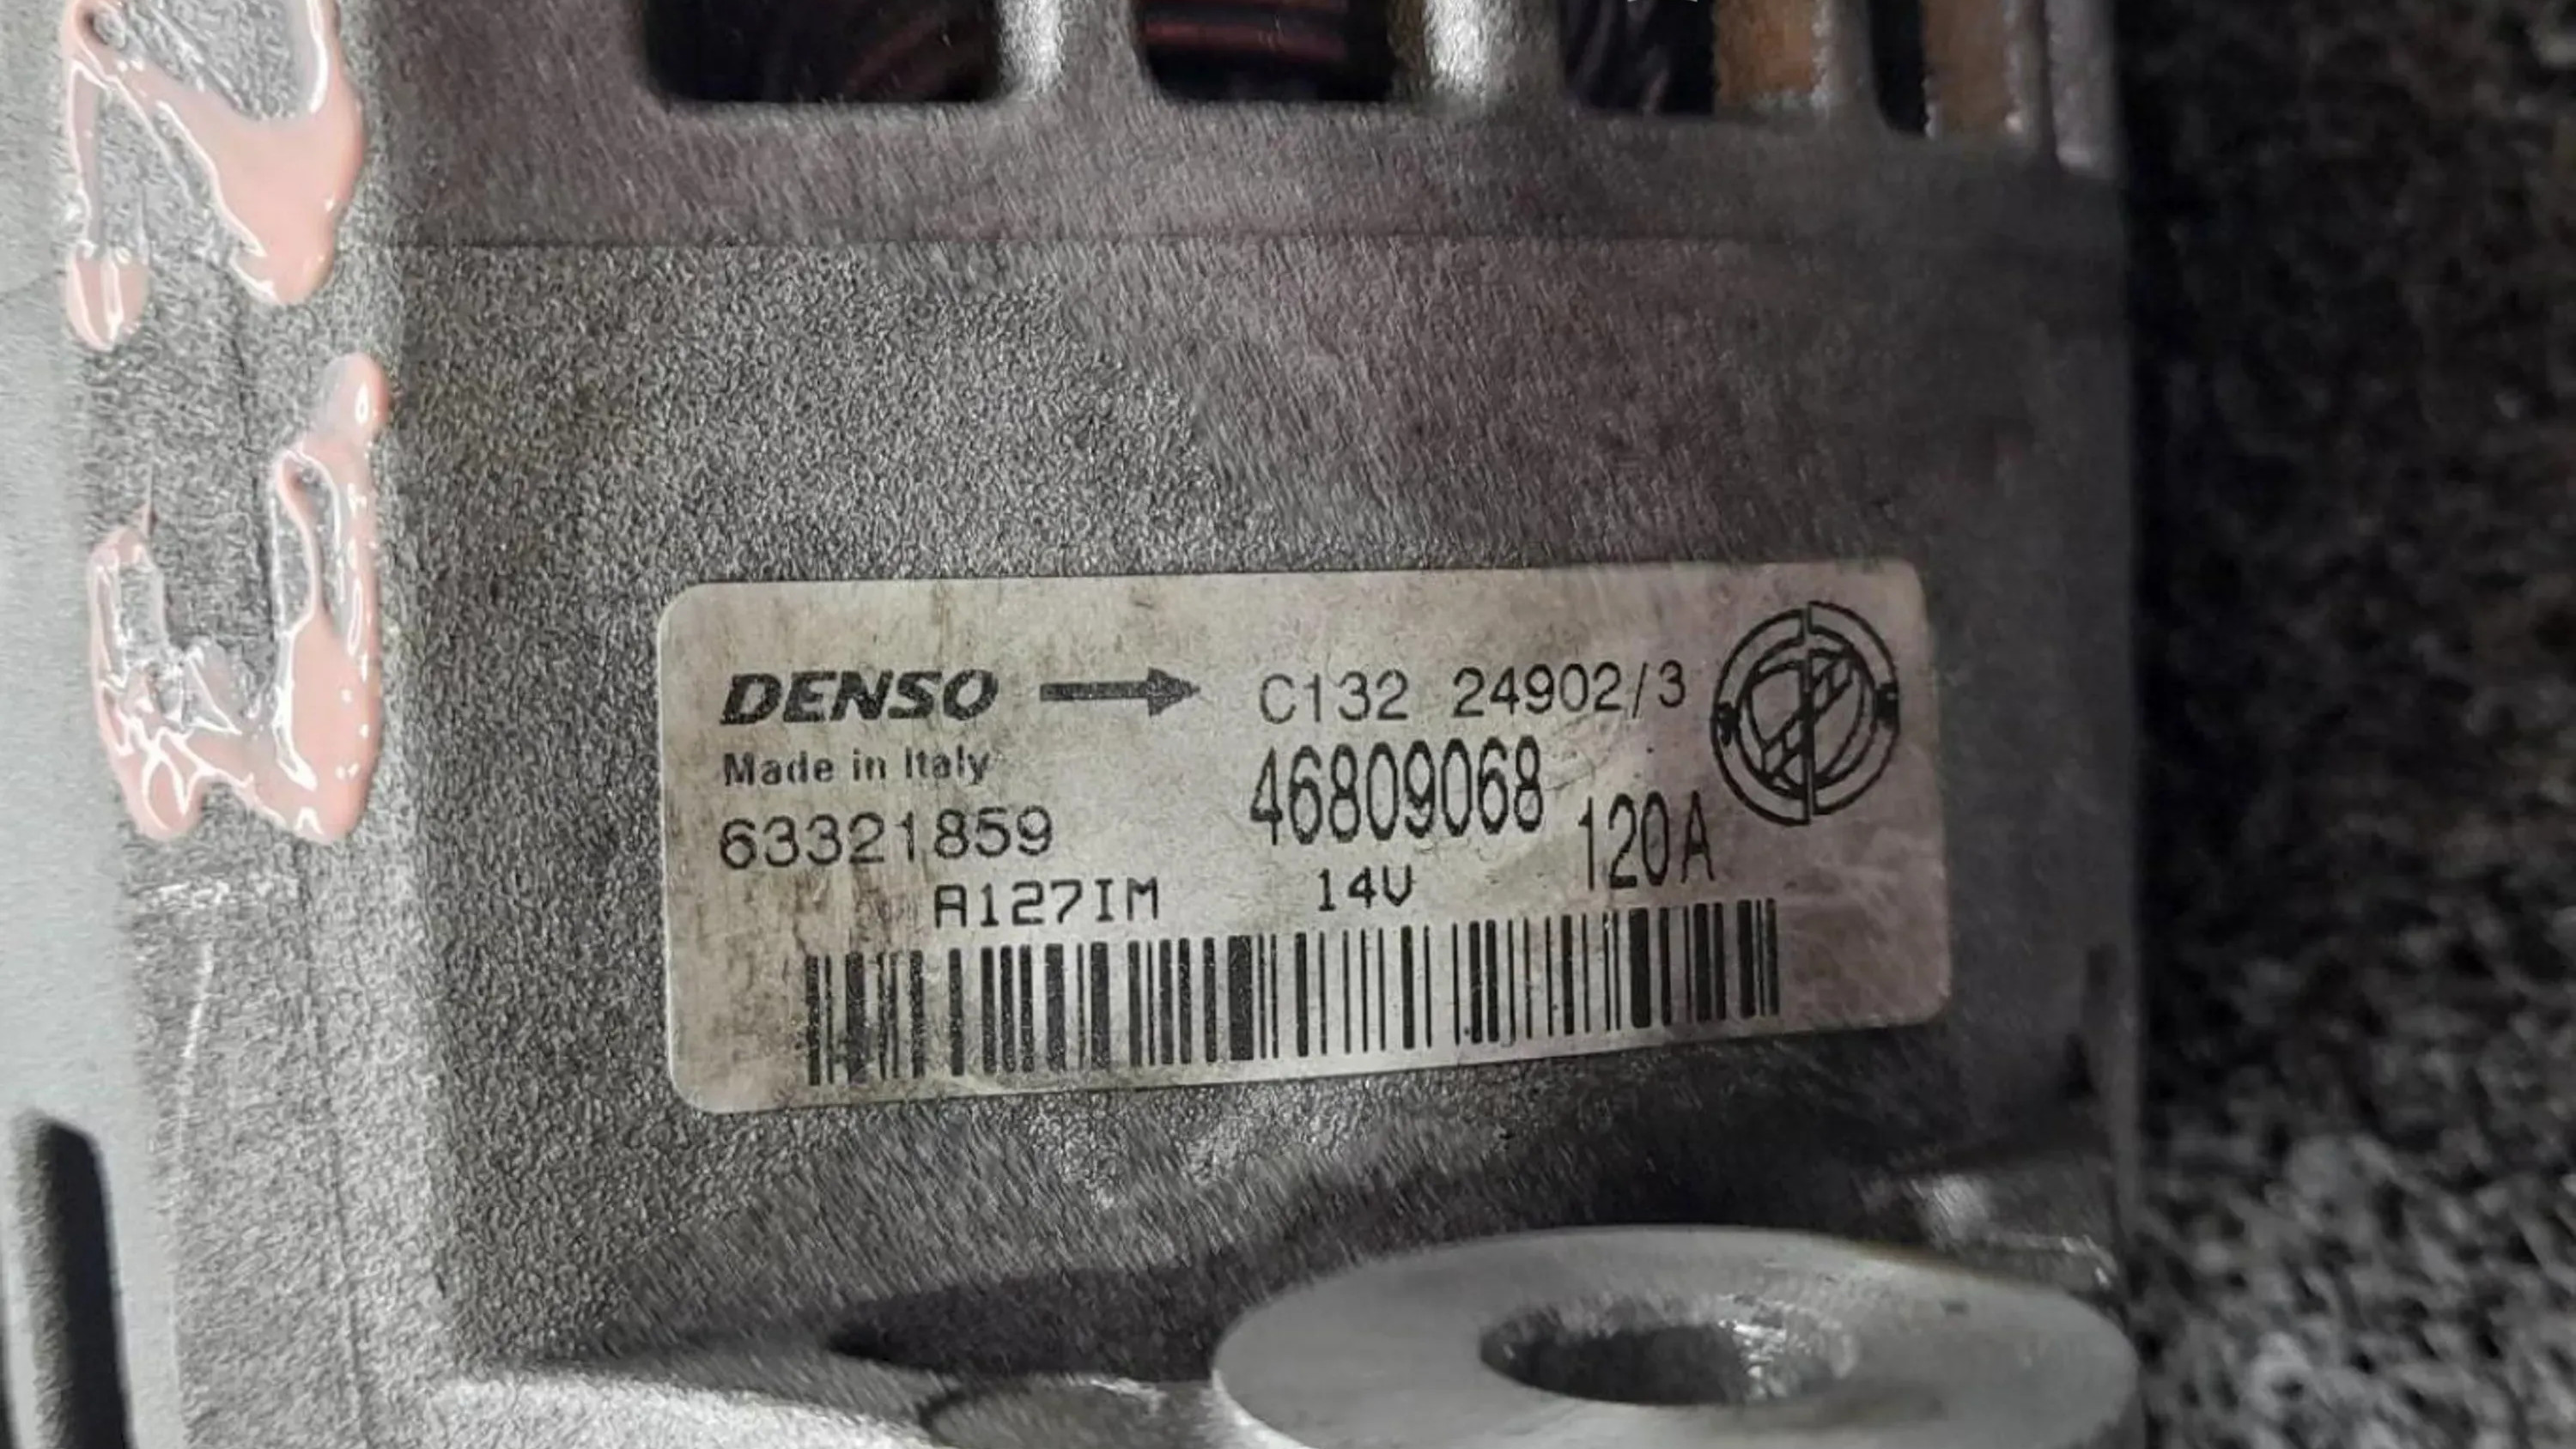 DENSO → C132 24902/3
Made in Italy
46809068
63321859
120A
A127IM 14V